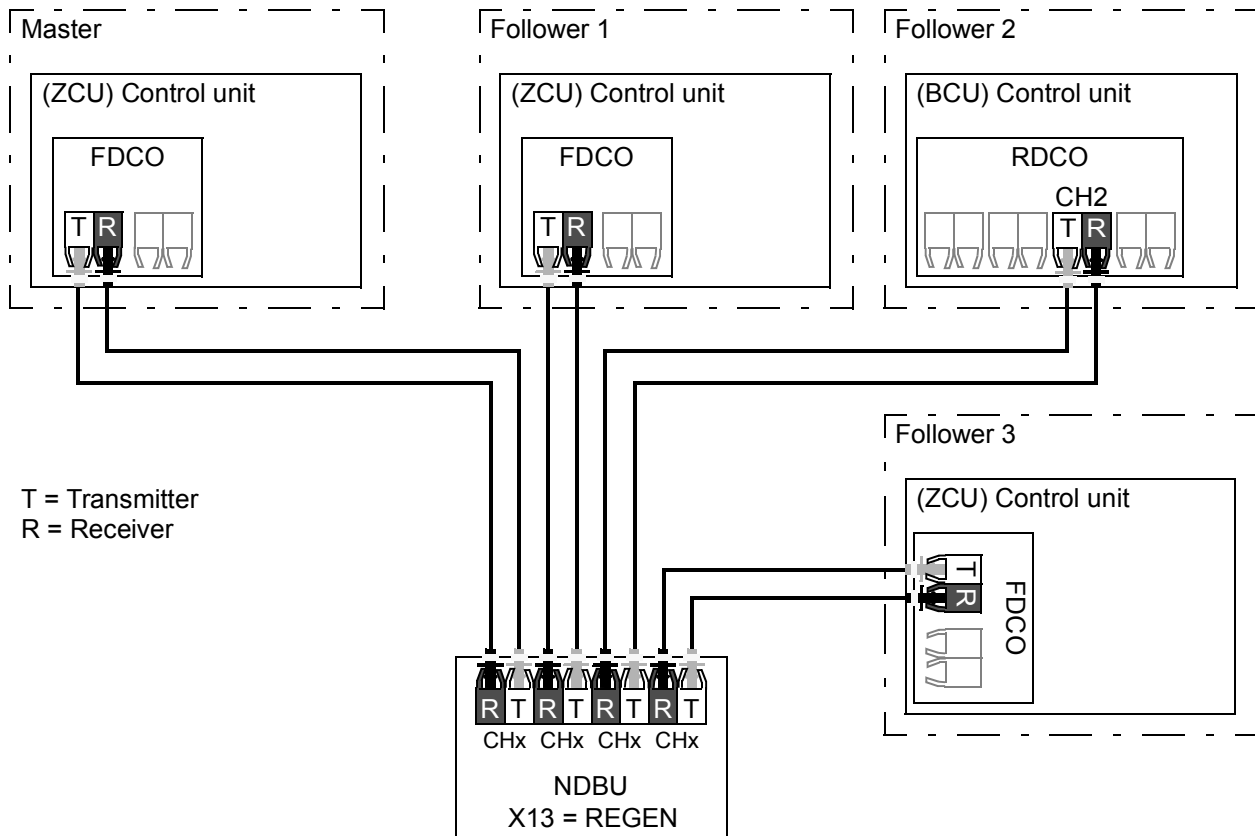 Master
(ZCU) Control unit
FDCO
T R
Follower 1
(ZCU) Control unit
FDCO
T R
Follower 2
(BCU) Control unit
RDCO
CH2
T R
T = Transmitter
R = Receiver
Follower 3
(ZCU) Control unit
T
R
FDCO
R T R T R T R T
CHx CHx CHx CHx
NDBU
X13 = REGEN